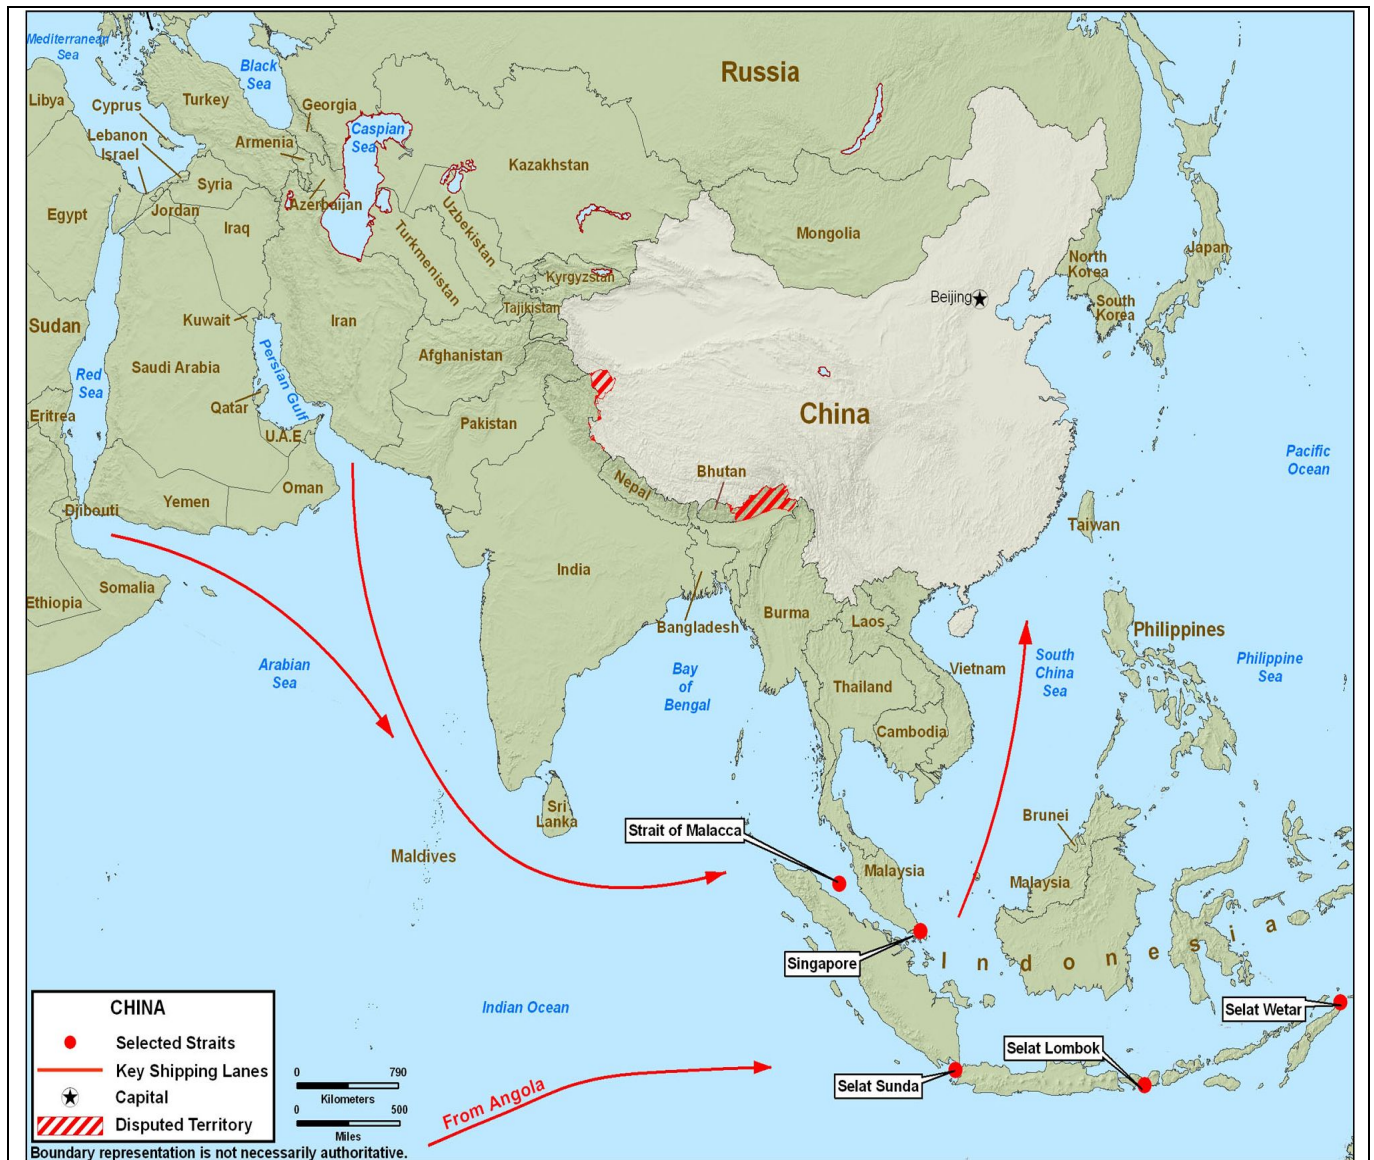 Mediterranean
Sea
Black
Sea
Russia
Libya
Cyprus
Turkey
Georgia
Lebanon
Armenia
Caspian
Sea
Israel
Kazakhstan
Syria
Azerbaijan
Uzbekistan
Egypt
Jordan
Iraq
Turkmenistan
Mongolia
Japan
North
Korea
Kyrgyzstan
Beijing
South
Korea
Tajikistan
Sudan
Kuwait
Iran
Afghanistan
Saudi Arabia
Persian Gulf
Red
Sea
Qatar
Eritrea
Pakistan
China
U.A.E
Pacific
Ocean
Bhutan
Nepal
Oman
Yemen
Djibouti
Taiwan
India
Somalia
Ethiopia
Burma
Laos
Bangladesh
Philippines
Arabian
Sea
Bay
of
Bengal
Vietnam
South
China
Sea
Philippine
Sea
Thailand
Cambodia
Sri
Lanka
Brunei
Strait of Malacca
Maldives
Malaysia
Malaysia
Indonesia
Singapore
Indian Ocean
Selat Wetar
Selat Lombok
Selat Sunda
From Angola
CHINA
Selected Straits
Key Shipping Lanes
Capital
Disputed Territory
0 790
Kilometers
0 500
Miles
Boundary representation is not necessarily authoritative.